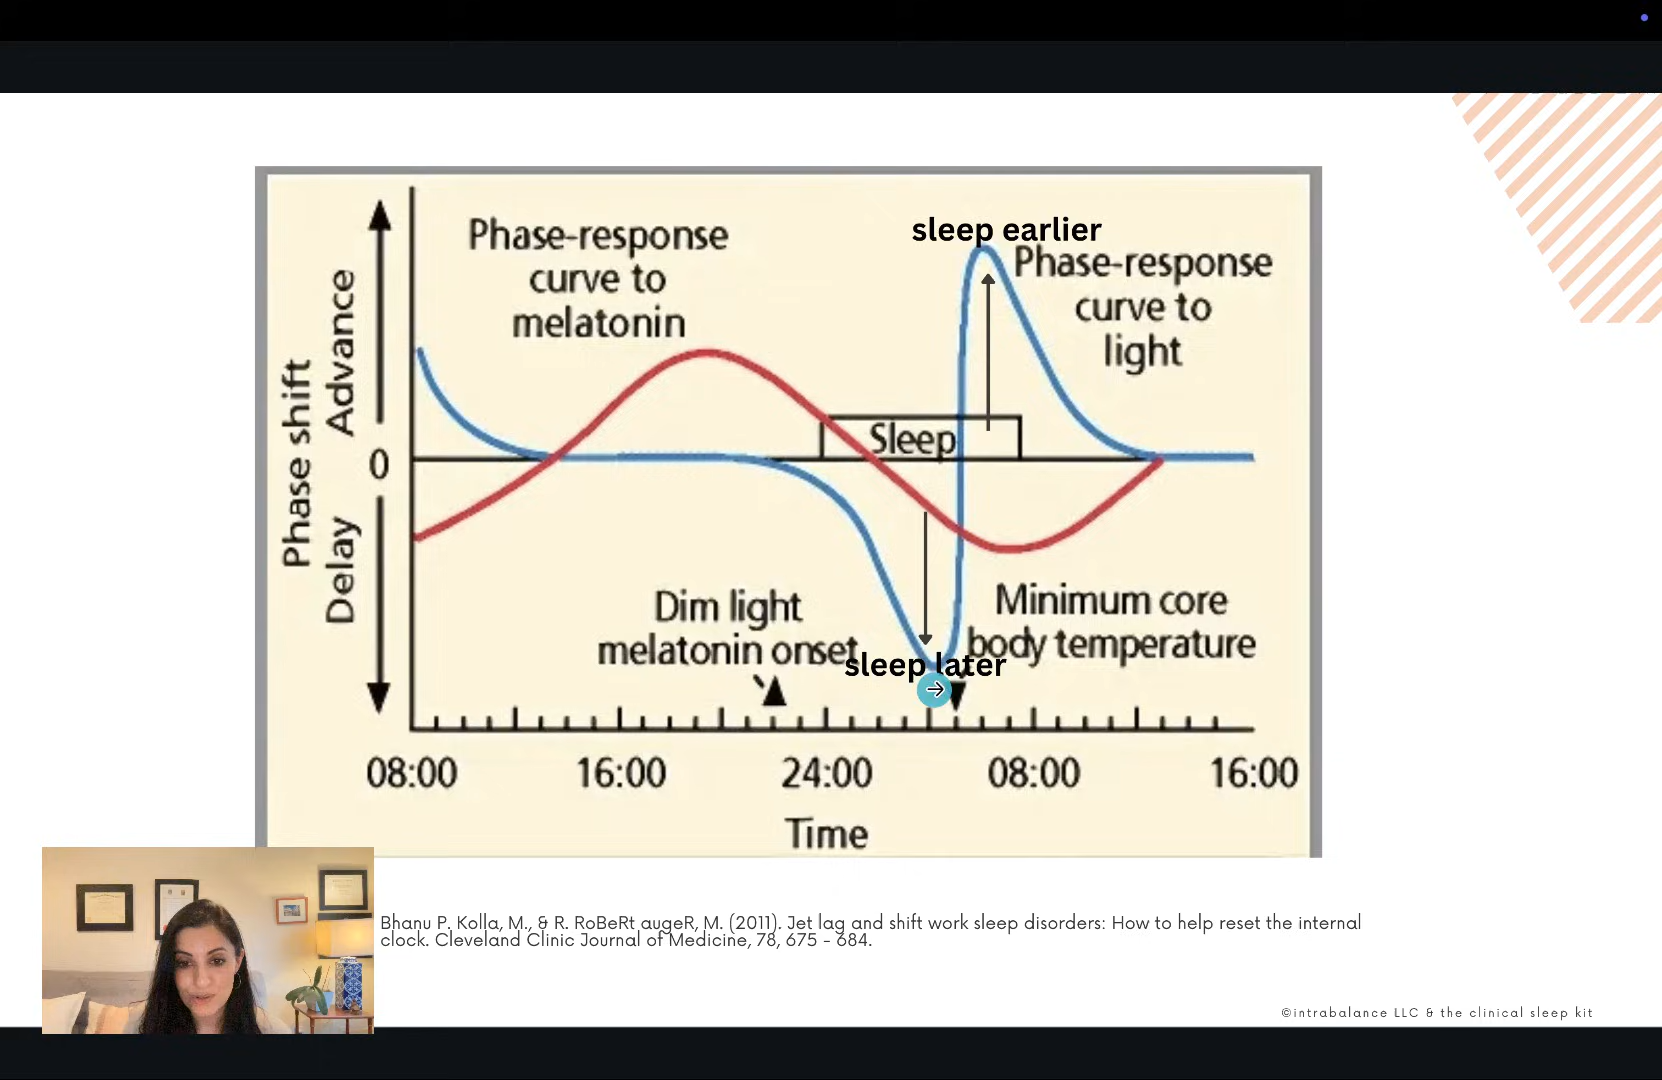 sleep earlier
Phase-response
curve to
melatonin
Phase-response
curve to
light
Phase shift
Advance
0
Delay
Sleep
Dim light
melatonin onset
Minimum core
body temperature
sleep later
08:00
16:00
24:00
08:00
16:00
Time
Bhanu P. Kolla, M., & R. RoBeRt augeR, M. (2011). Jet lag and shift work sleep disorders: How to help reset the internal
clock. Cleveland Clinic Journal of Medicine, 78, 675 - 684.
©intrabalance LLC & the clinical sleep kit